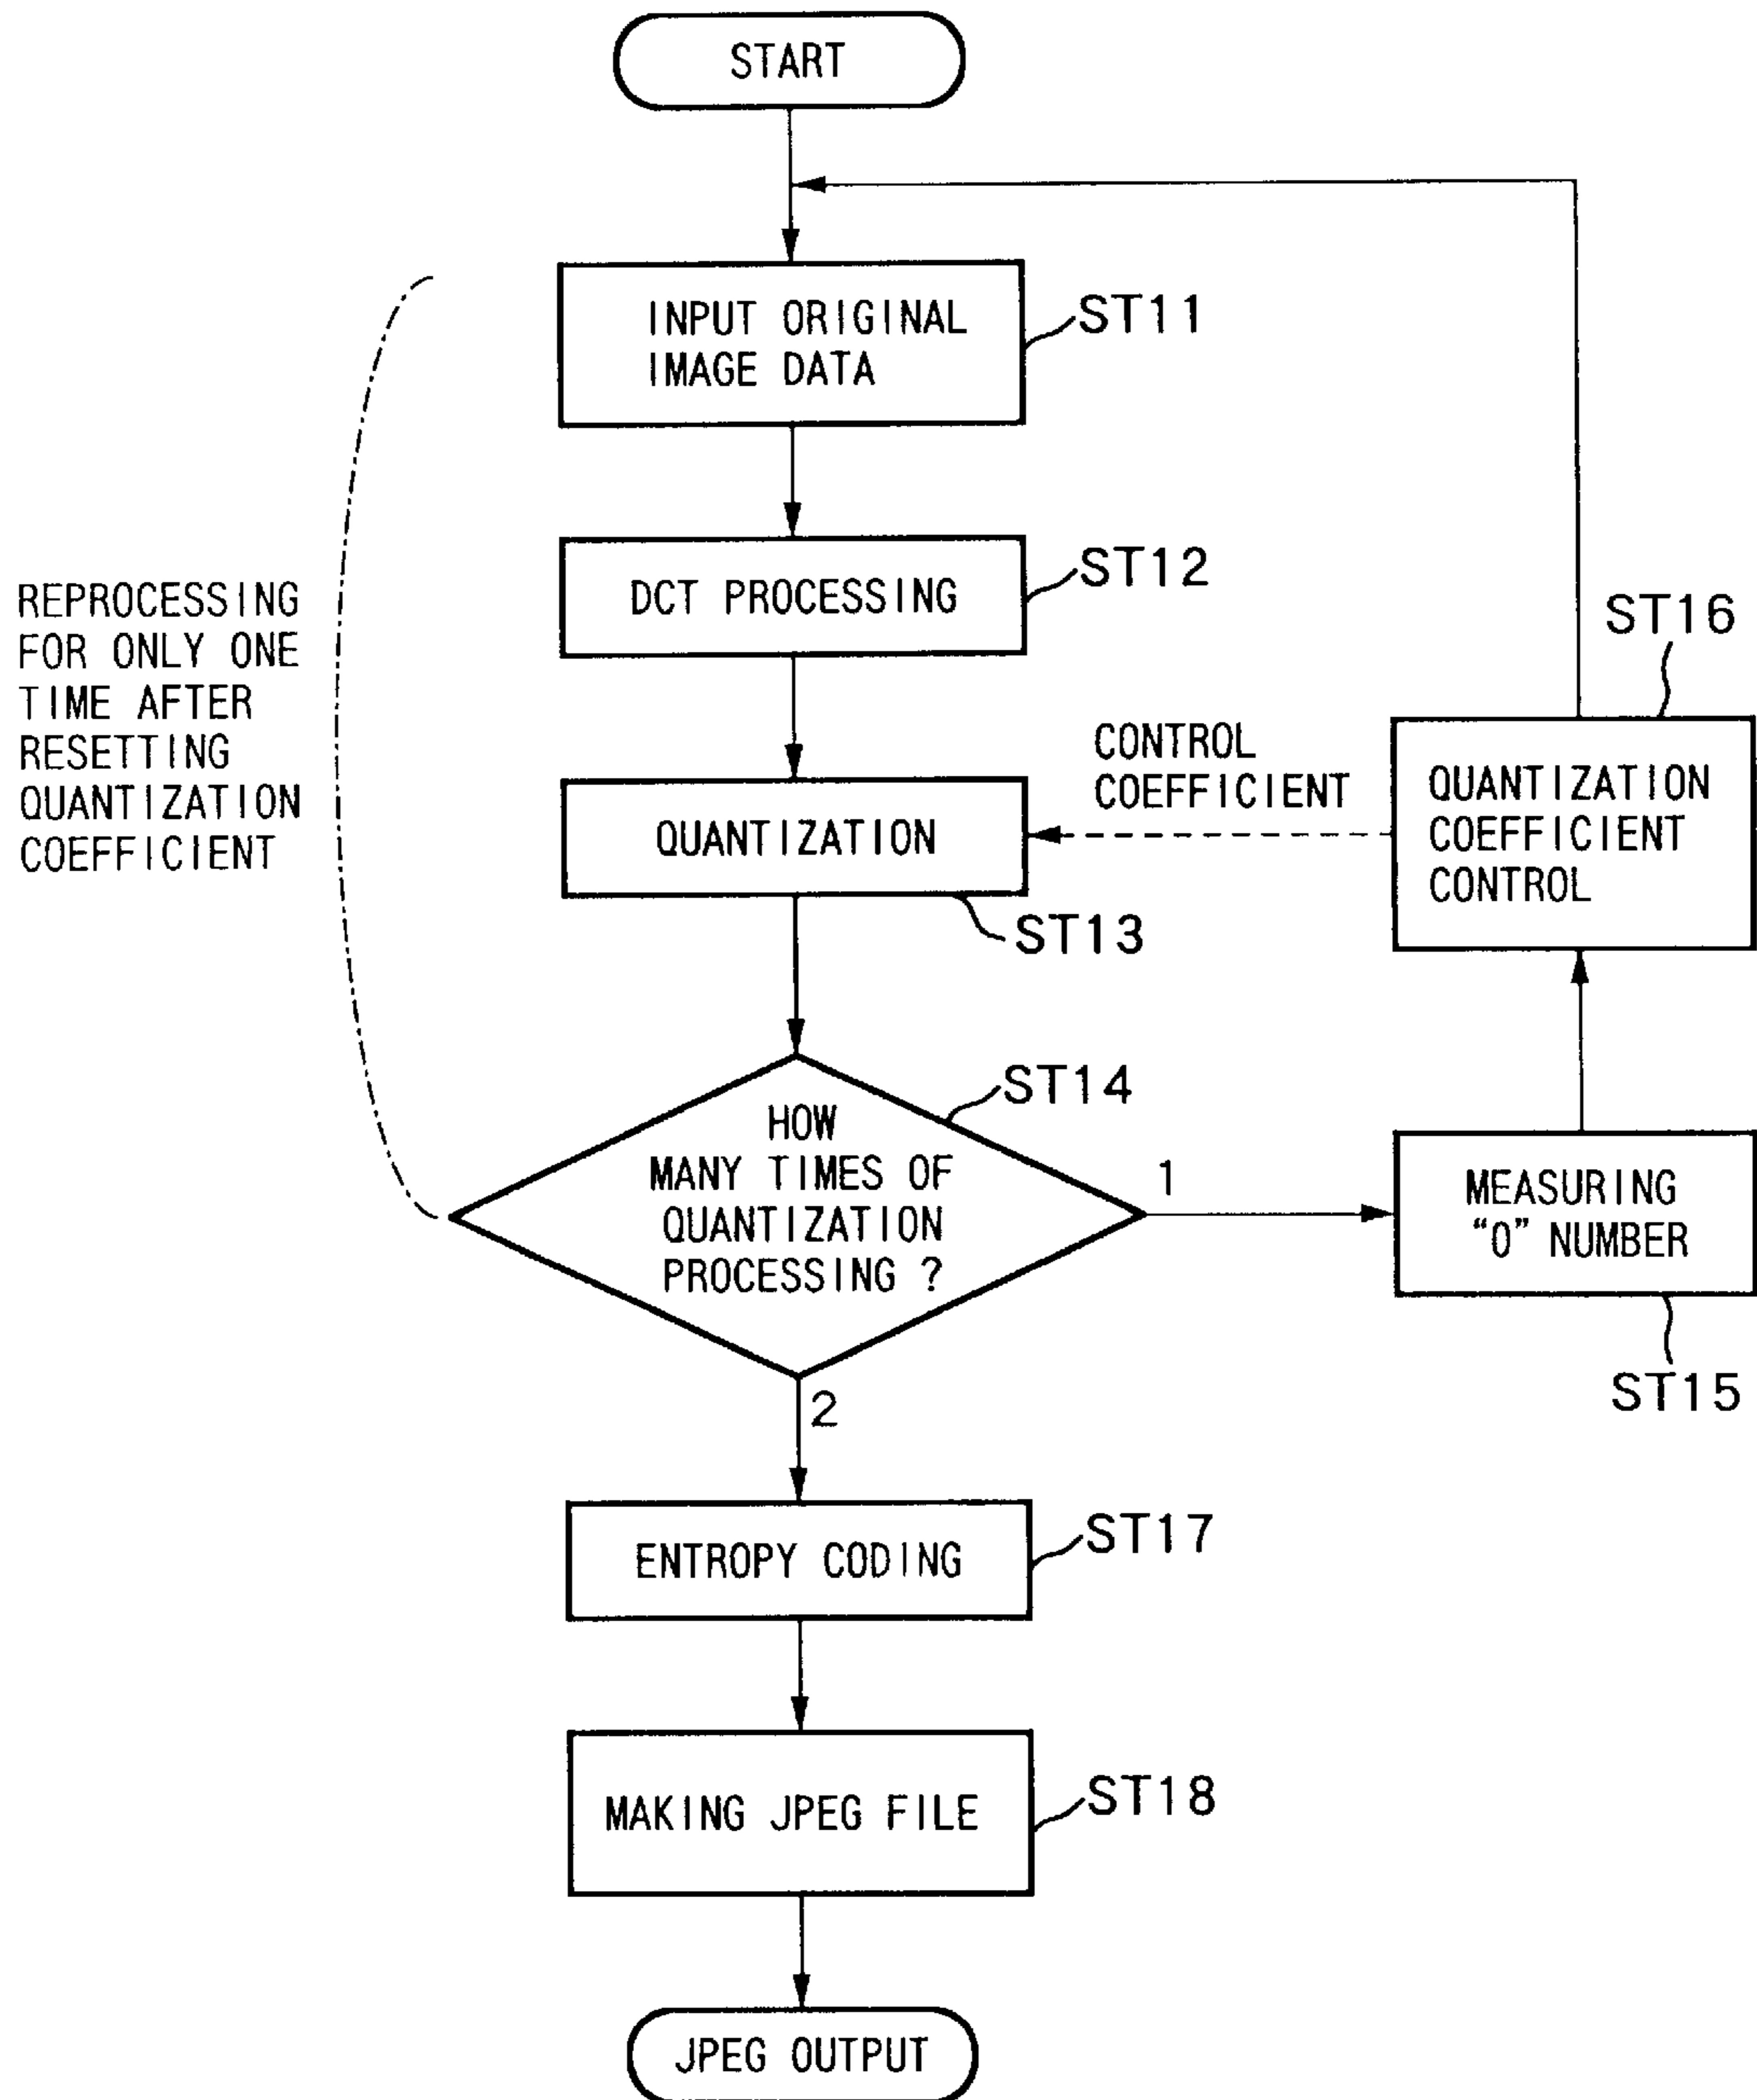 START
INPUT ORIGINAL
IMAGE DATA
ST11
DCT PROCESSING
ST12
REPROCESSING
FOR ONLY ONE
TIME AFTER
RESETTING
QUANTIZATION
COEFFICIENT
QUANTIZATION
ST13
CONTROL
COEFFICIENT
ST16
QUANTIZATION
COEFFICIENT
CONTROL
HOW
MANY TIMES OF
QUANTIZATION
PROCESSING ?
ST14
1
MEASURING
“0” NUMBER
ST15
2
ENTROPY CODING
ST17
MAKING JPEG FILE
ST18
JPEG OUTPUT